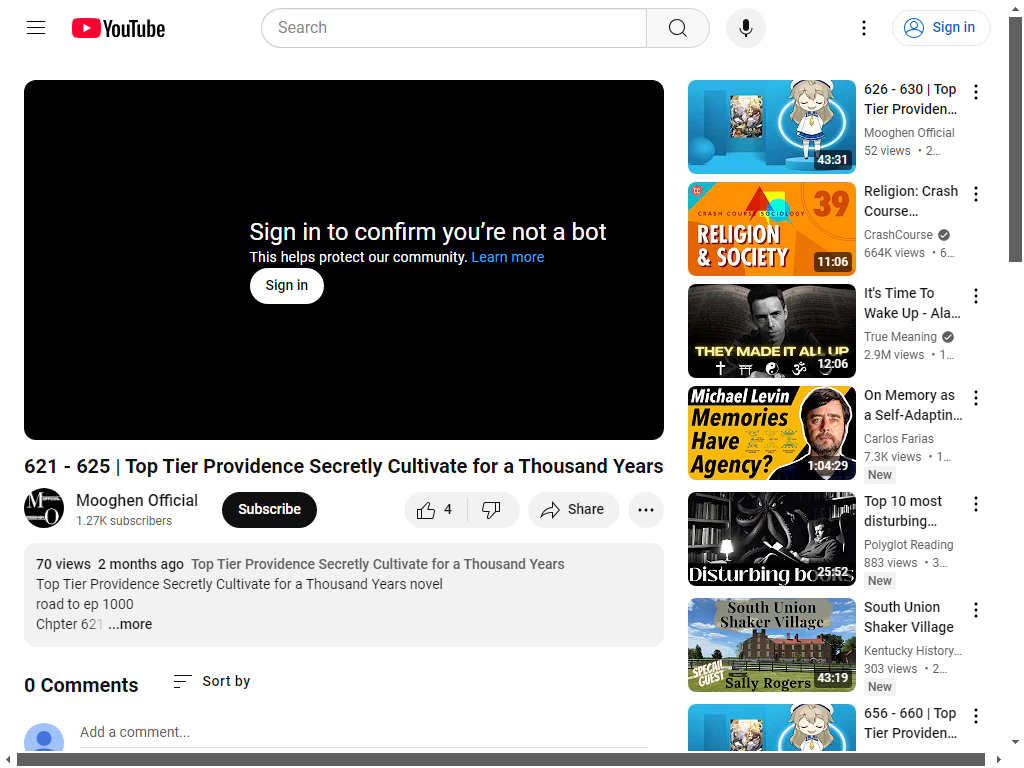 YouTube
Search
Sign in
Sign in to confirm you're not a bot
This helps protect our community. Learn more
Sign in
621 - 625 | Top Tier Providence Secretly Cultivate for a Thousand Years
Mooghen Official
1.27K subscribers
Subscribe
4
Share
70 views 2 months ago Top Tier Providence Secretly Cultivate for a Thousand Years
Top Tier Providence Secretly Cultivate for a Thousand Years novel
road to ep 1000
Chpter 621 ...more
0 Comments
Sort by
Add a comment...
43:31
626 - 630 | Top
Tier Providen...
Mooghen Official
52 views • 2...
CRASH COURSE SOCIOLOGY
39
RELIGION
& SOCIETY
11:06
Religion: Crash
Course...
CrashCourse
664K views • 6...
THEY MADE IT ALL UP
12:06
It's Time To
Wake Up - Ala...
True Meaning
2.9M views • 1...
Michael Levin
Memories
Have
Agency?
1:04:29
On Memory as
a Self-Adaptin...
Carlos Farias
7.3K views • 1...
New
Disturbing books
25:52
Top 10 most
disturbing...
Polyglot Reading
883 views • 3...
New
South Union
Shaker Village
SPECAIL
GUEST
Sally Rogers
43:19
South Union
Shaker Village
Kentucky History...
303 views • 2...
New
656 - 660 | Top
Tier Providen...